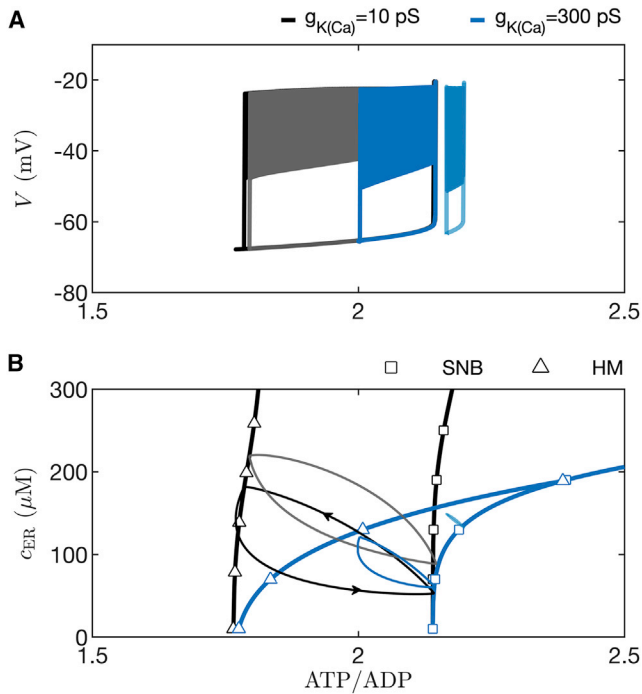 A
g_K(Ca)=10 pS g_K(Ca)=300 pS
-20
-40
-60
-80
V (mV)
1.5 2 2.5
B
SNB HM
300
200
100
0
c_ER (μM)
1.5 2 2.5
ATP/ADP